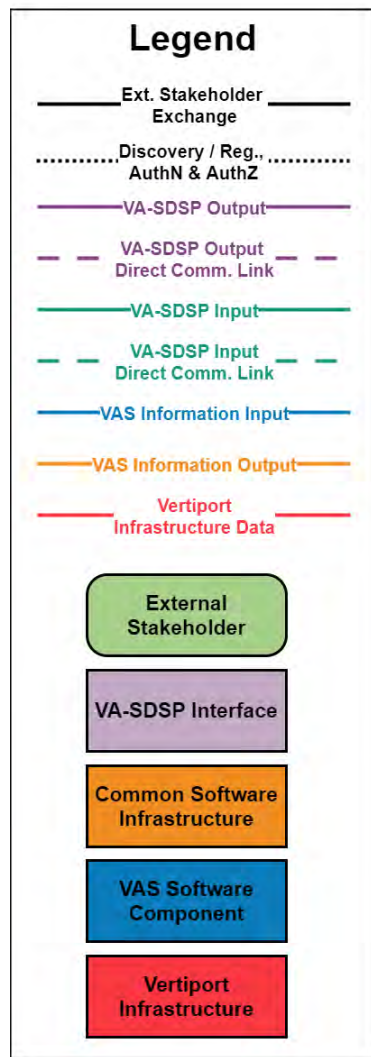 Legend
Ext. Stakeholder
Exchange
Discovery / Reg.,
AuthN & AuthZ
VA-SDSP Output
VA-SDSP Output
Direct Comm. Link
VA-SDSP Input
VA-SDSP Input
Direct Comm. Link
VAS Information Input
VAS Information Output
Vertiport
Infrastructure Data
External
Stakeholder
VA-SDSP Interface
Common Software
Infrastructure
VAS Software
Component
Vertiport
Infrastructure